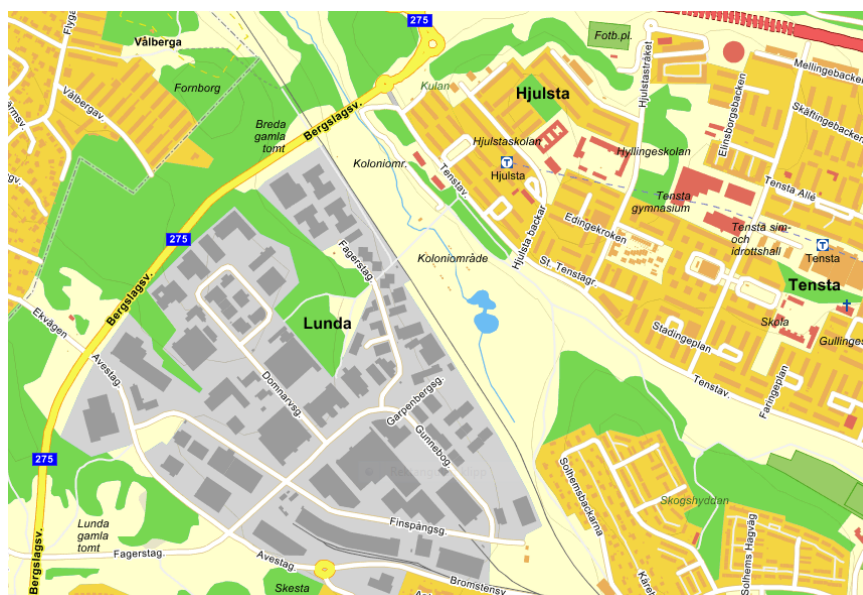 275
Flyga
Vålberga
Fotb.pl.
Fornborg
Mellingebacken
Kulan
Hjulsta
Hjulstastråket
Elinsborgsbacken
Skäftingebacken
Vålbergav.
Breda
gamla
tomt
Bergslagsv.
Koloniomr.
Hjulstaskolan
Hyllingeskolan
T
Hjulsta
Tenstav.
Tensta
gymnasium
Tensta Allé
275
Edingekroken
Tensta sim-
och
idrottshall
T
Tensta
Fagerstag.
Hjulsta backar
Koloniområde
St. Tenstagr.
Bergslagsv.
Tensta
Ekvägen
Lunda
Skola
Stadingeplan
Gullinges
Avestag.
Domnarvsg.
Garpenbergsg.
Tenstav.
Faringeplan
Gunnebog.
275
Solhemsbackarna
Skogshyddan
Finspångsg.
Lunda
gamla
tomt
Fagerstag.
Avestag.
Bergslagsv.
Bromstensv
Skesta
Solhems Hagväg